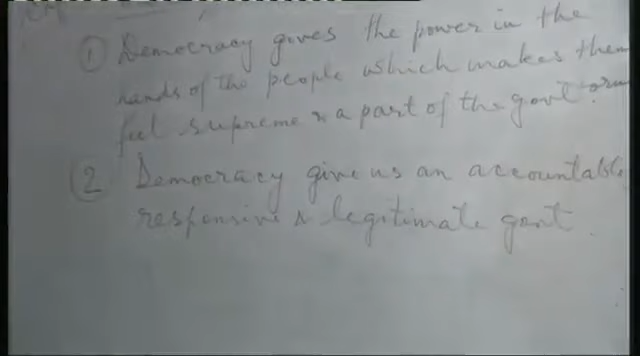 ① Democracy gives the power in the
hands of the people which makes them
feel supreme & a part of the govt.
② Democracy give us an accountable
responsive & legitimate govt.